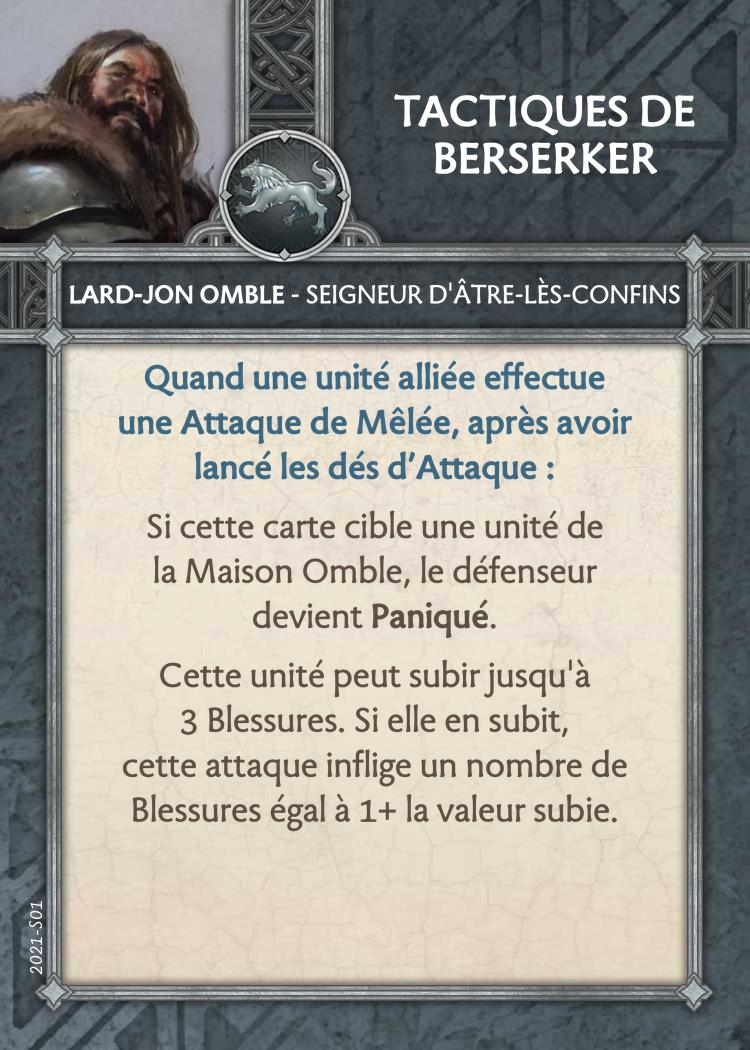 TACTIQUES DE
BERSERKER
LARD-JON OMBLE - SEIGNEUR D'ÂTRE-LÈS-CONFINS
Quand une unité alliée effectue
une Attaque de Mêlée, après avoir
lancé les dés d’Attaque :
Si cette carte cible une unité de
la Maison Omble, le défenseur
devient Paniqué.
Cette unité peut subir jusqu'à
3 Blessures. Si elle en subit,
cette attaque inflige un nombre de
Blessures égal à 1+ la valeur subie.
2021-S01